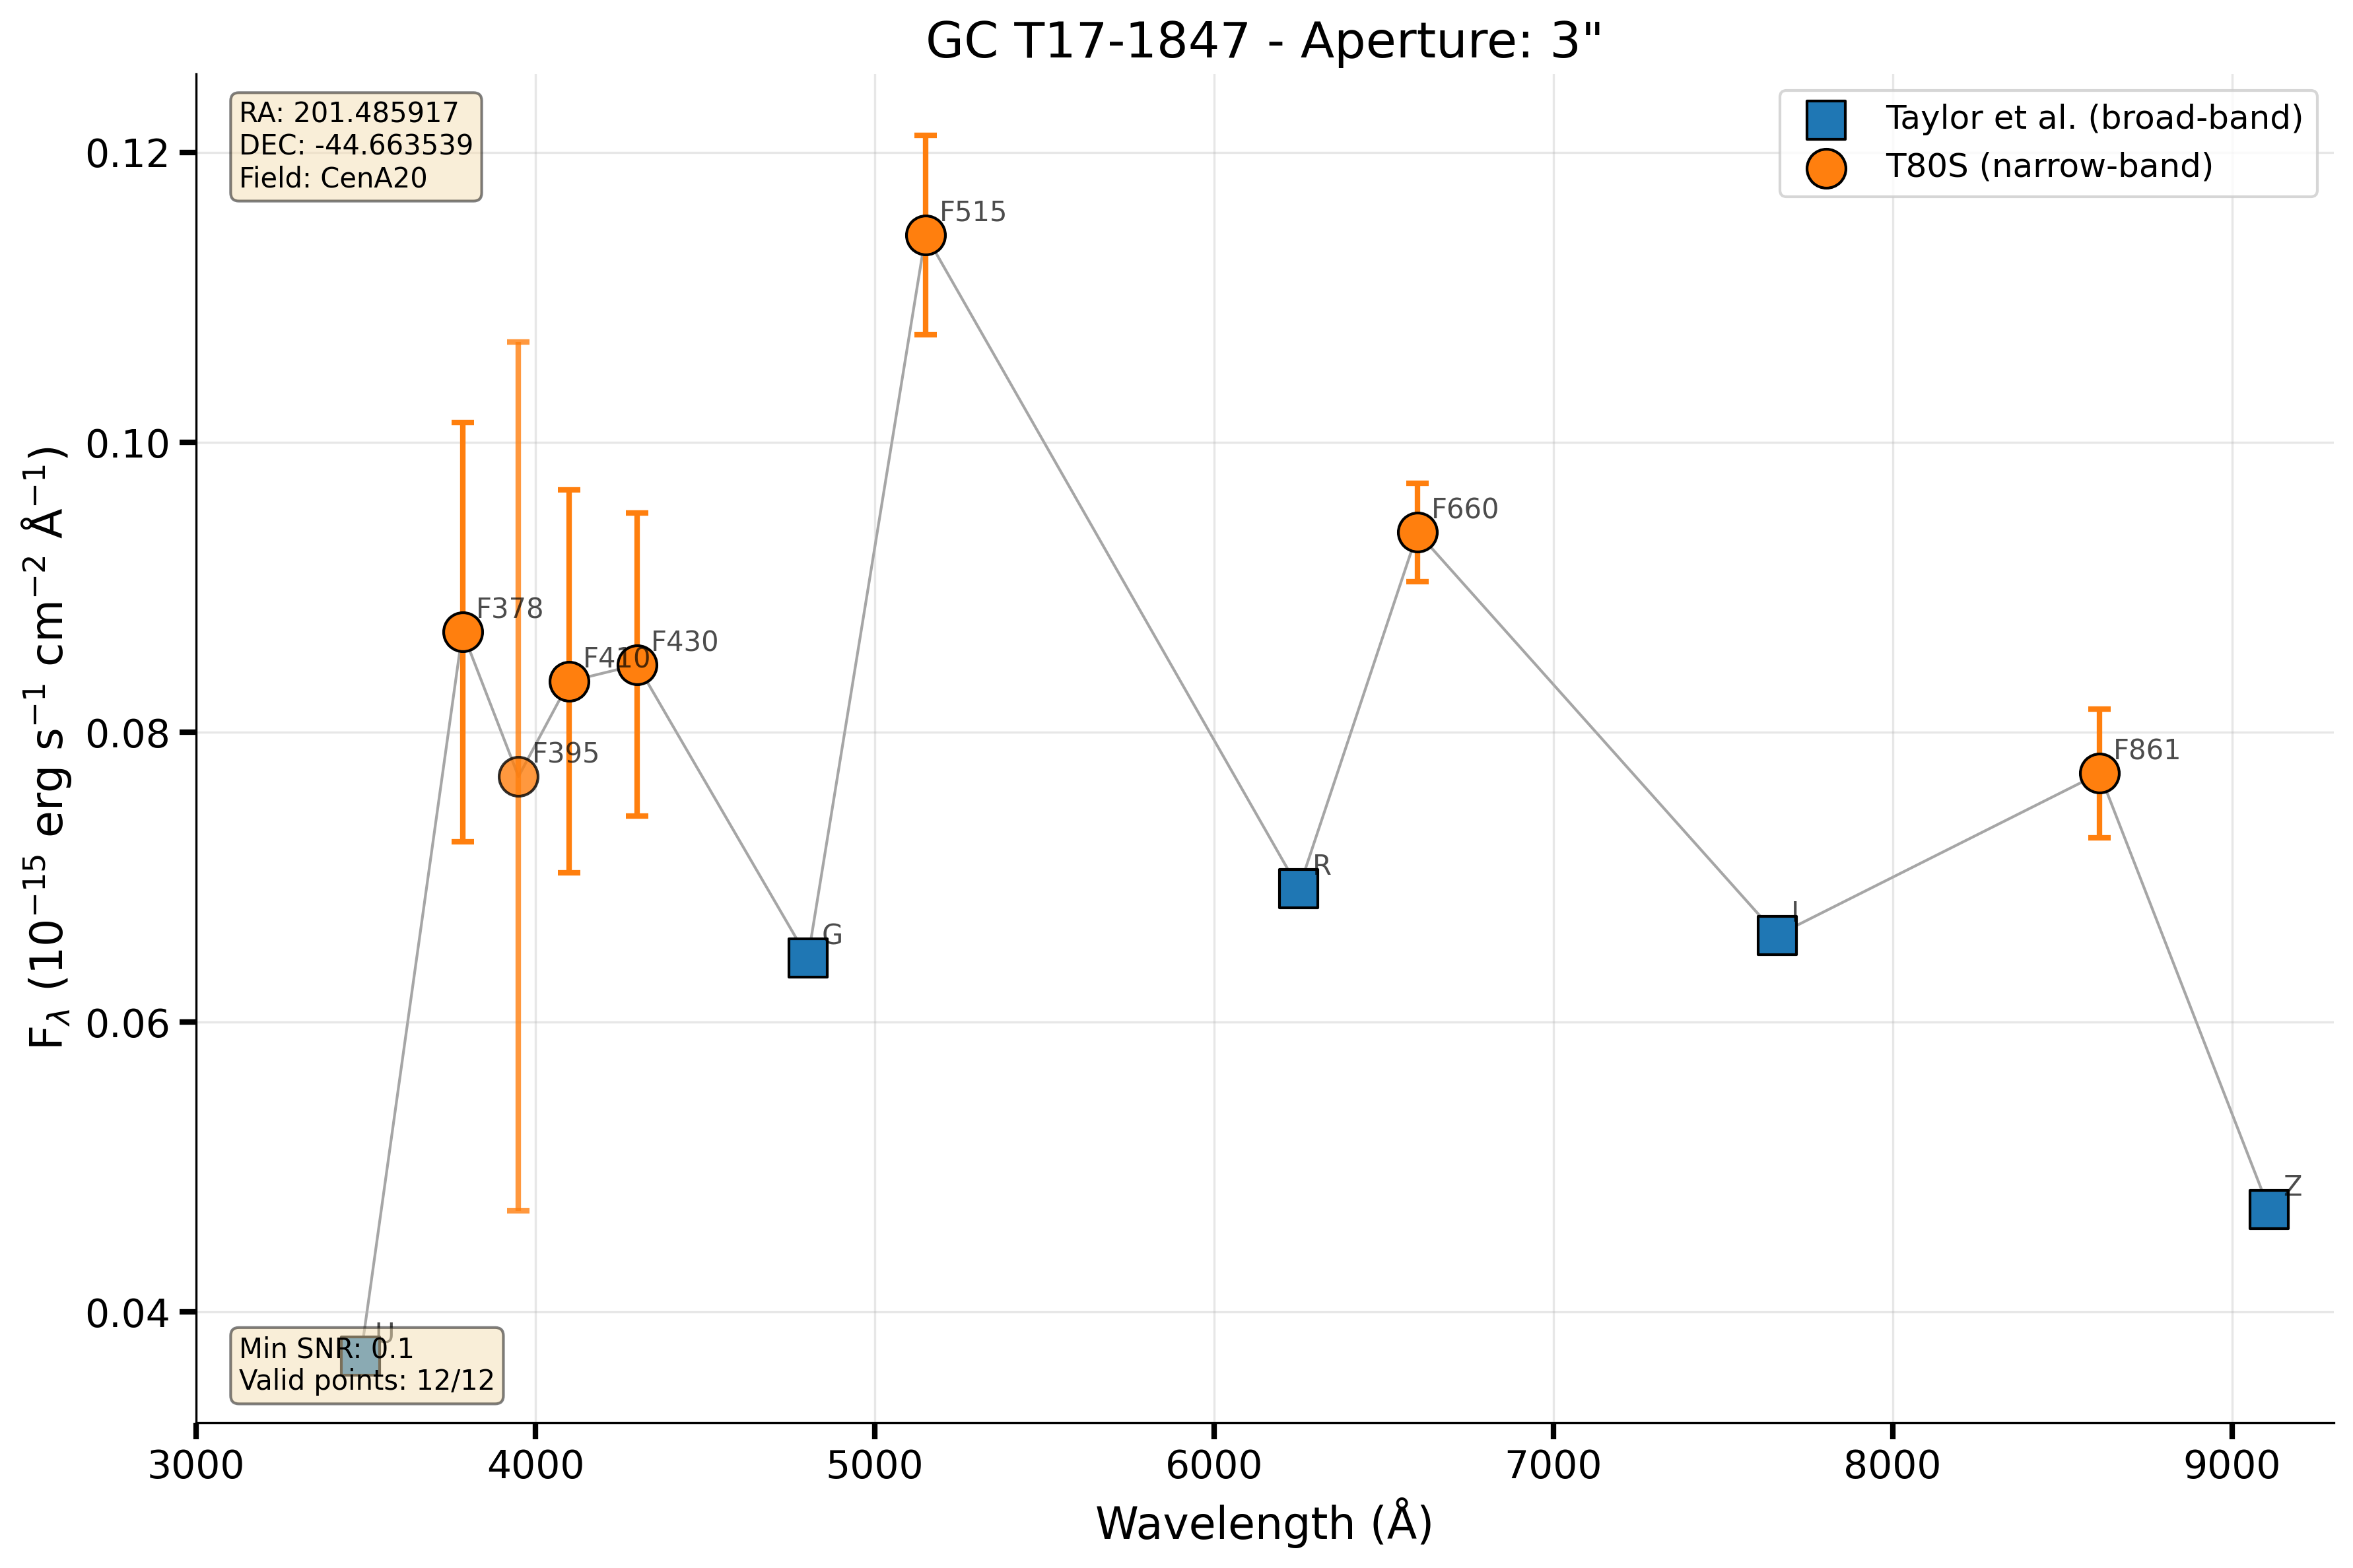 GC T17-1847 - Aperture: 3"
RA: 201.485917
DEC: -44.663539
Field: CenA20
Taylor et al. (broad-band)
T80S (narrow-band)
F515
F660
F378
F410
F430
F395
F861
R
I
G
Z
U
Min SNR: 0.1
Valid points: 12/12
0.12
0.10
0.08
0.06
0.04
F_λ (10⁻¹⁵ erg s⁻¹ cm⁻² Å⁻¹)
3000 4000 5000 6000 7000 8000 9000
Wavelength (Å)